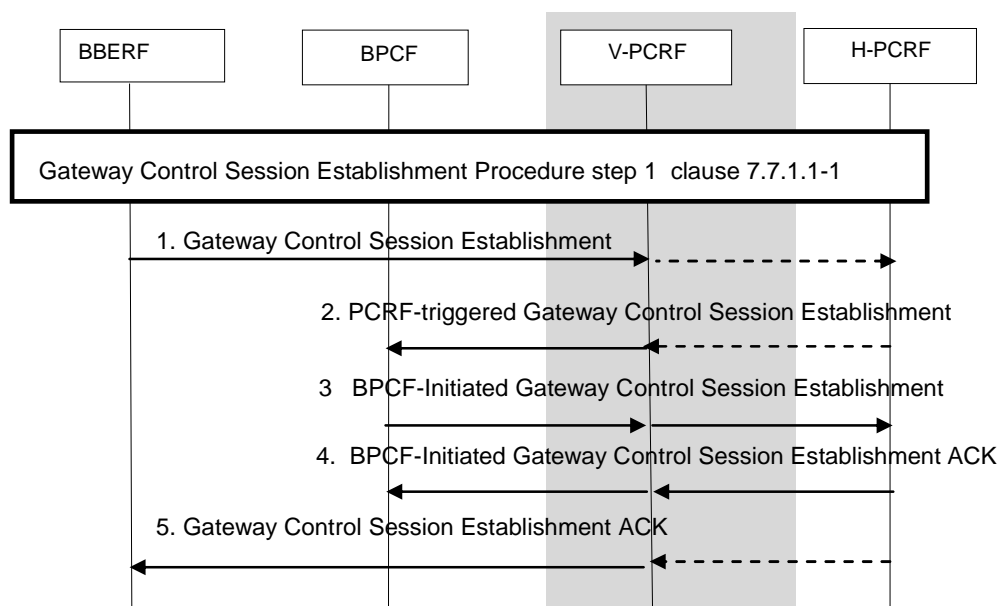 BBERF
BPCF
V-PCRF
H-PCRF
Gateway Control Session Establishment Procedure step 1 clause 7.7.1.1-1
1. Gateway Control Session Establishment
2. PCRF-triggered Gateway Control Session Establishment
3 BPCF-Initiated Gateway Control Session Establishment
4. BPCF-Initiated Gateway Control Session Establishment ACK
5. Gateway Control Session Establishment ACK